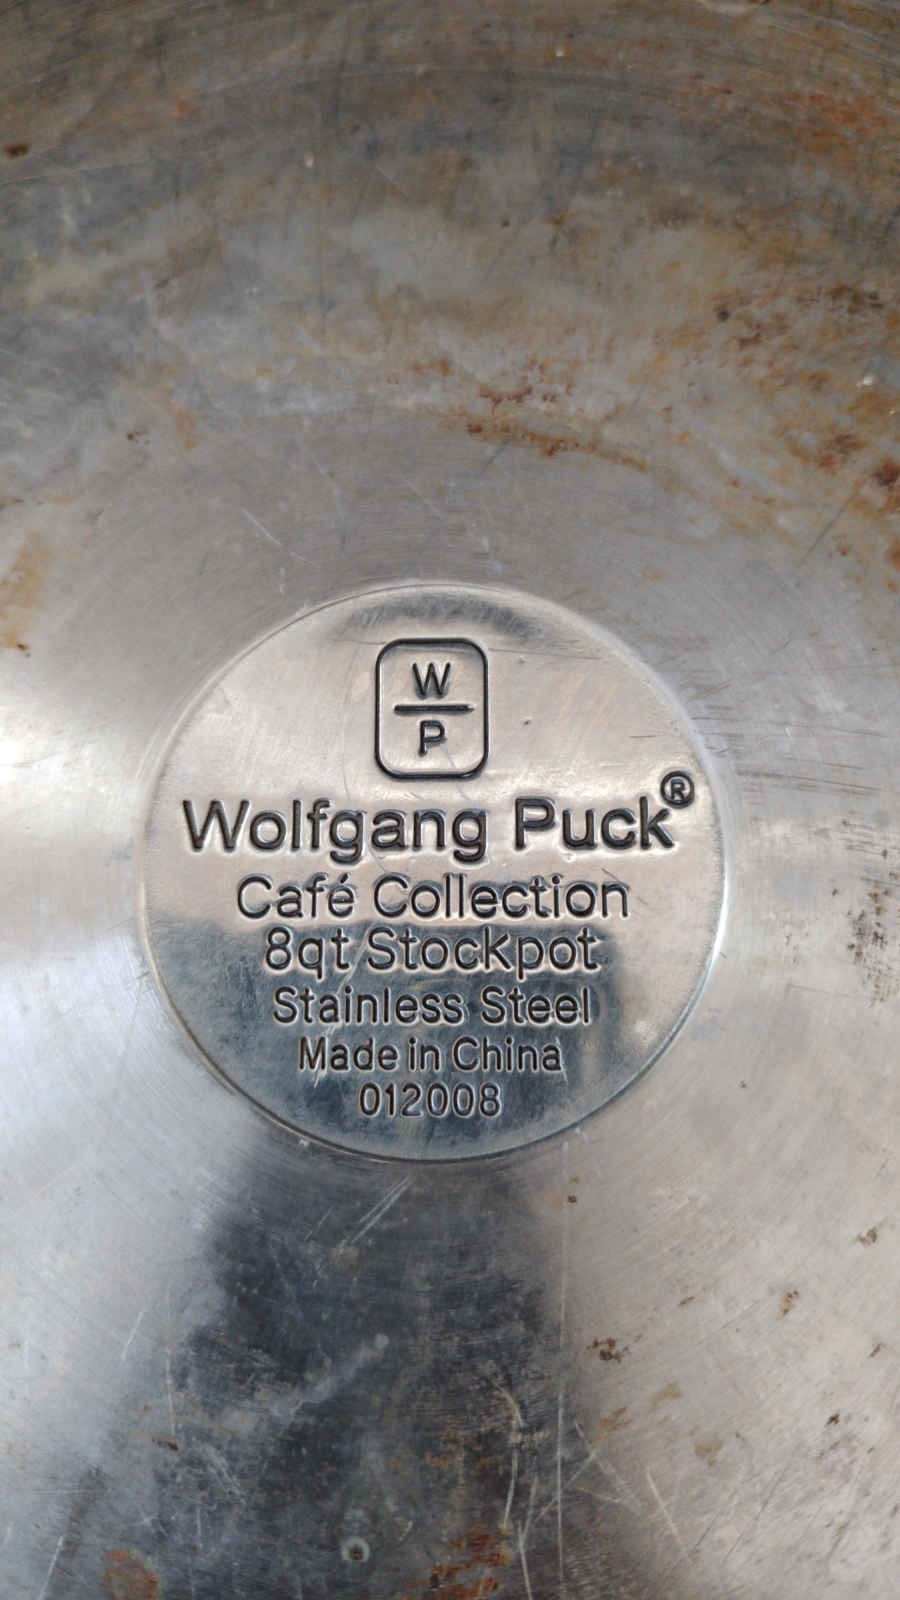 W
P
Wolfgang Puck®
Café Collection
8qt Stockpot
Stainless Steel
Made in China
012008